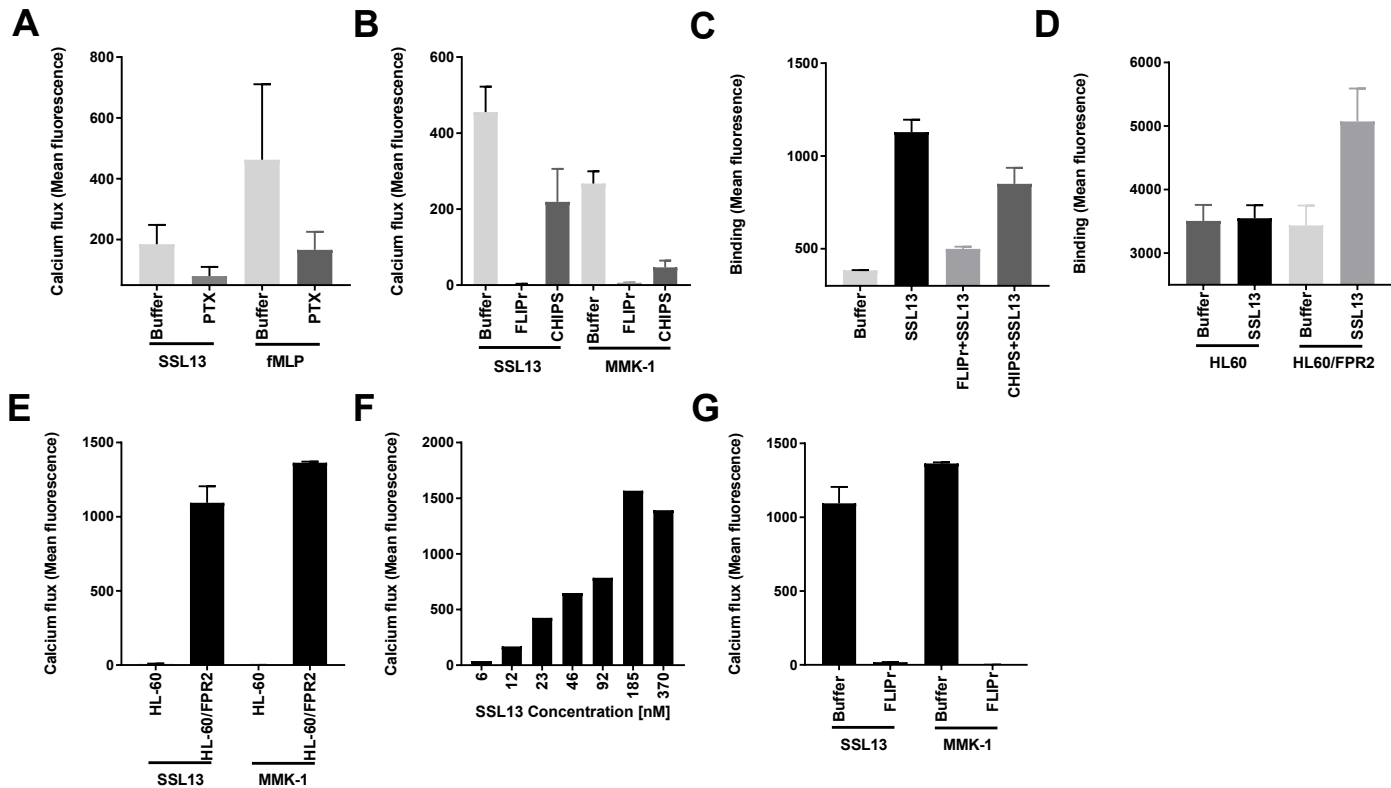 A
Calcium flux (Mean fluorescence)
800
600
400
200
Buffer
PTX
Buffer
PTX
SSL13
fMLP
B
Calcium flux (Mean fluorescence)
600
400
200
0
Buffer
FLIPr
CHIPS
Buffer
FLIPr
CHIPS
SSL13
MMK-1
C
Binding (Mean fluoresence)
1500
1000
500
Buffer
SSL13
FLIPr+SSL13
CHIPS+SSL13
D
Binding (Mean fluoresence)
6000
5000
4000
3000
Buffer
SSL13
Buffer
SSL13
HL60
HL60/FPR2
E
Calcium flux (Mean fluorescence)
1500
1000
500
0
HL-60
HL-60/FPR2
HL-60
HL-60/FPR2
SSL13
MMK-1
F
Calcium flux (Mean fluorescence)
2000
1500
1000
500
0
6
12
23
46
92
185
370
SSL13 Concentration [nM]
G
Calcium flux (Mean fluorescence)
1500
1000
500
0
Buffer
FLIPr
Buffer
FLIPr
SSL13
MMK-1